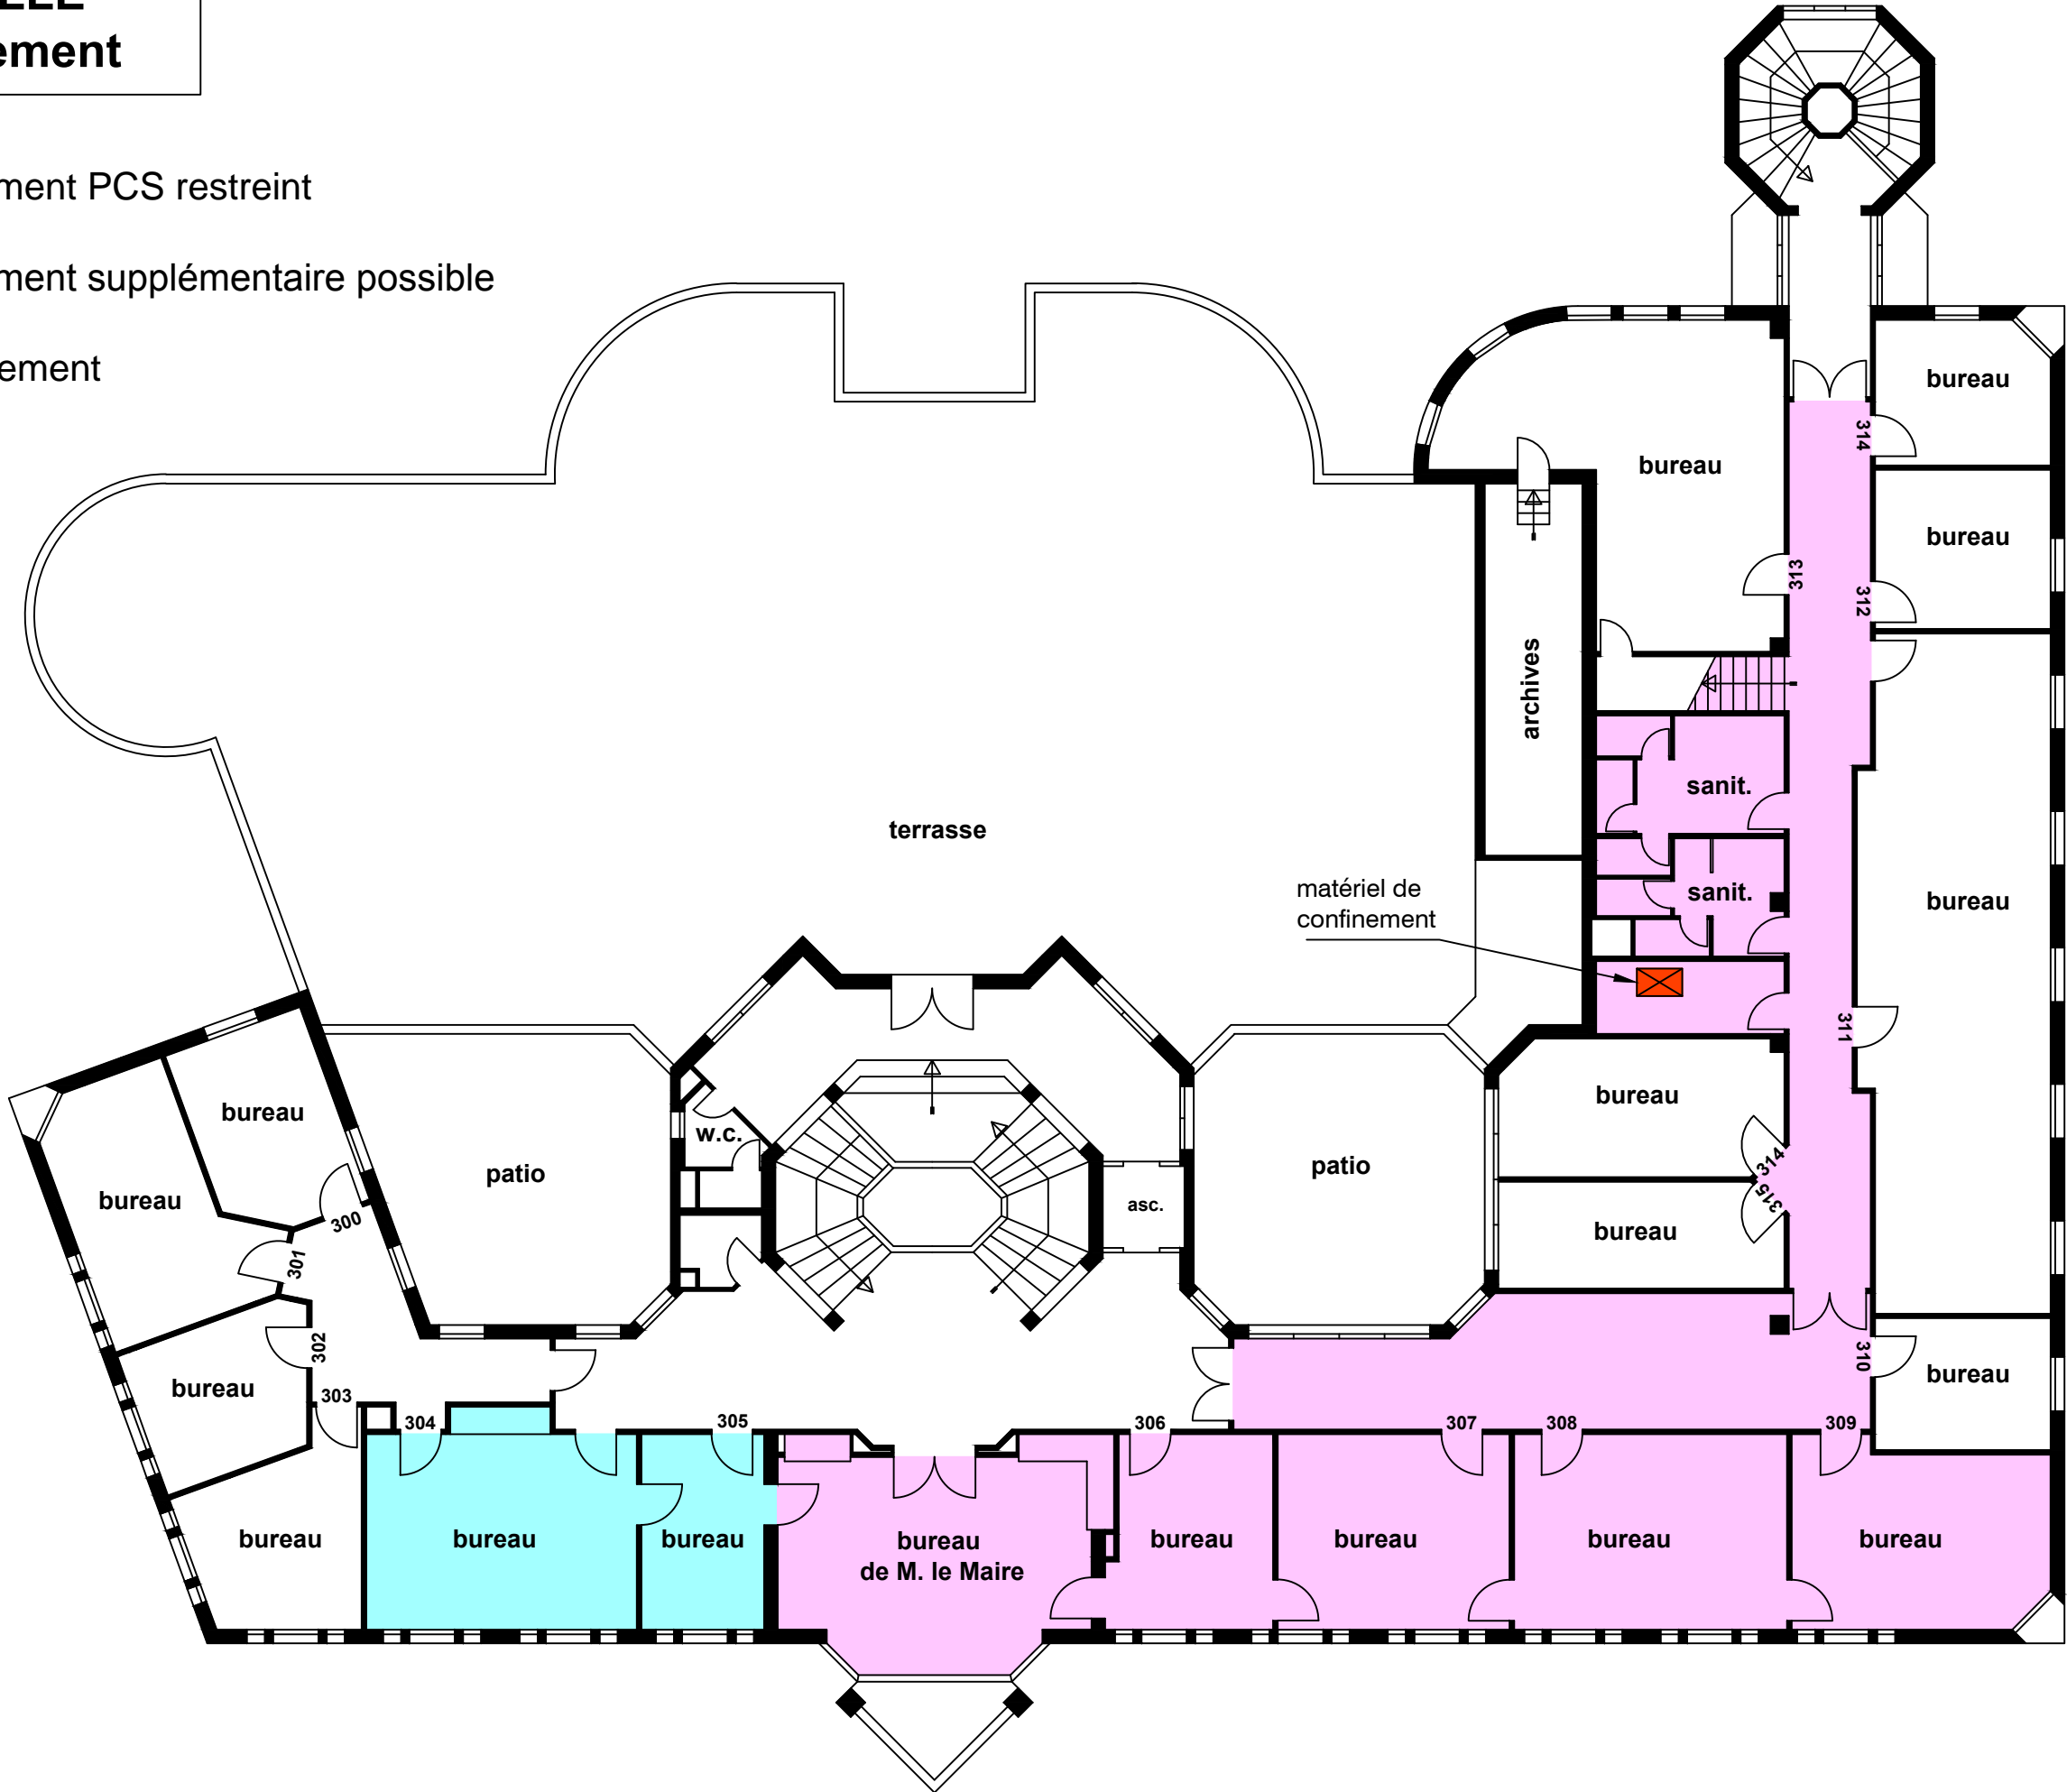 ement
ment PCS restreint
ment supplémentaire possible
ement
bureau
314
bureau
bureau
313
312
archives
sanit.
terrasse
matériel de
confinement
sanit.
bureau
311
bureau
bureau
w.c.
patio
patio
314
315
bureau
asc.
300
bureau
301
302
310
bureau
bureau
303
304
305
306
307
308
309
bureau
bureau
bureau
bureau
de M. le Maire
bureau
bureau
bureau
bureau